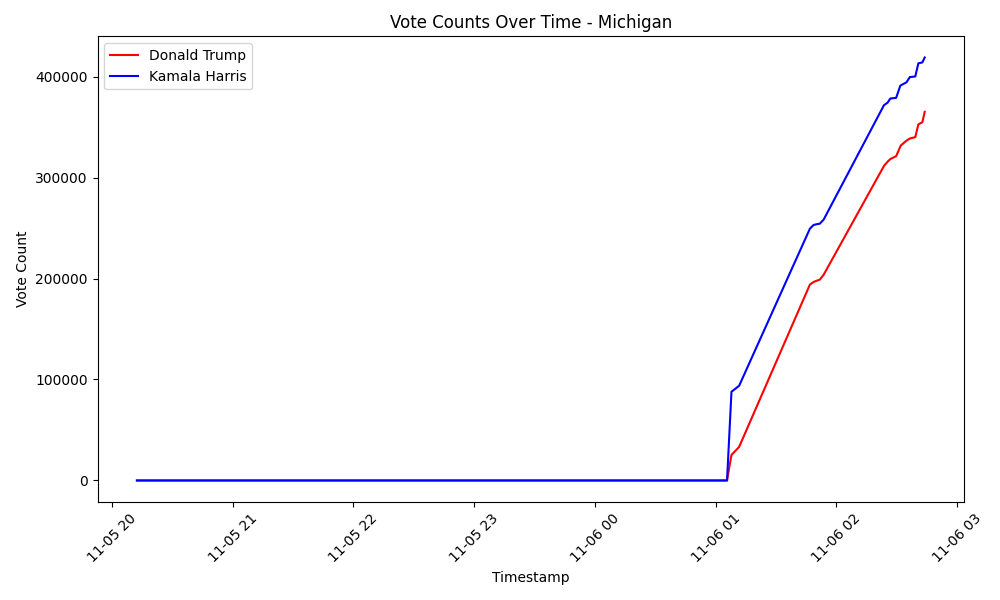 Vote Counts Over Time - Michigan
Donald Trump
Kamala Harris
400000
300000
200000
100000
0
Vote Count
11-05 20
11-05 21
11-05 22
11-05 23
11-06 00
11-06 01
11-06 02
11-06 03
Timestamp